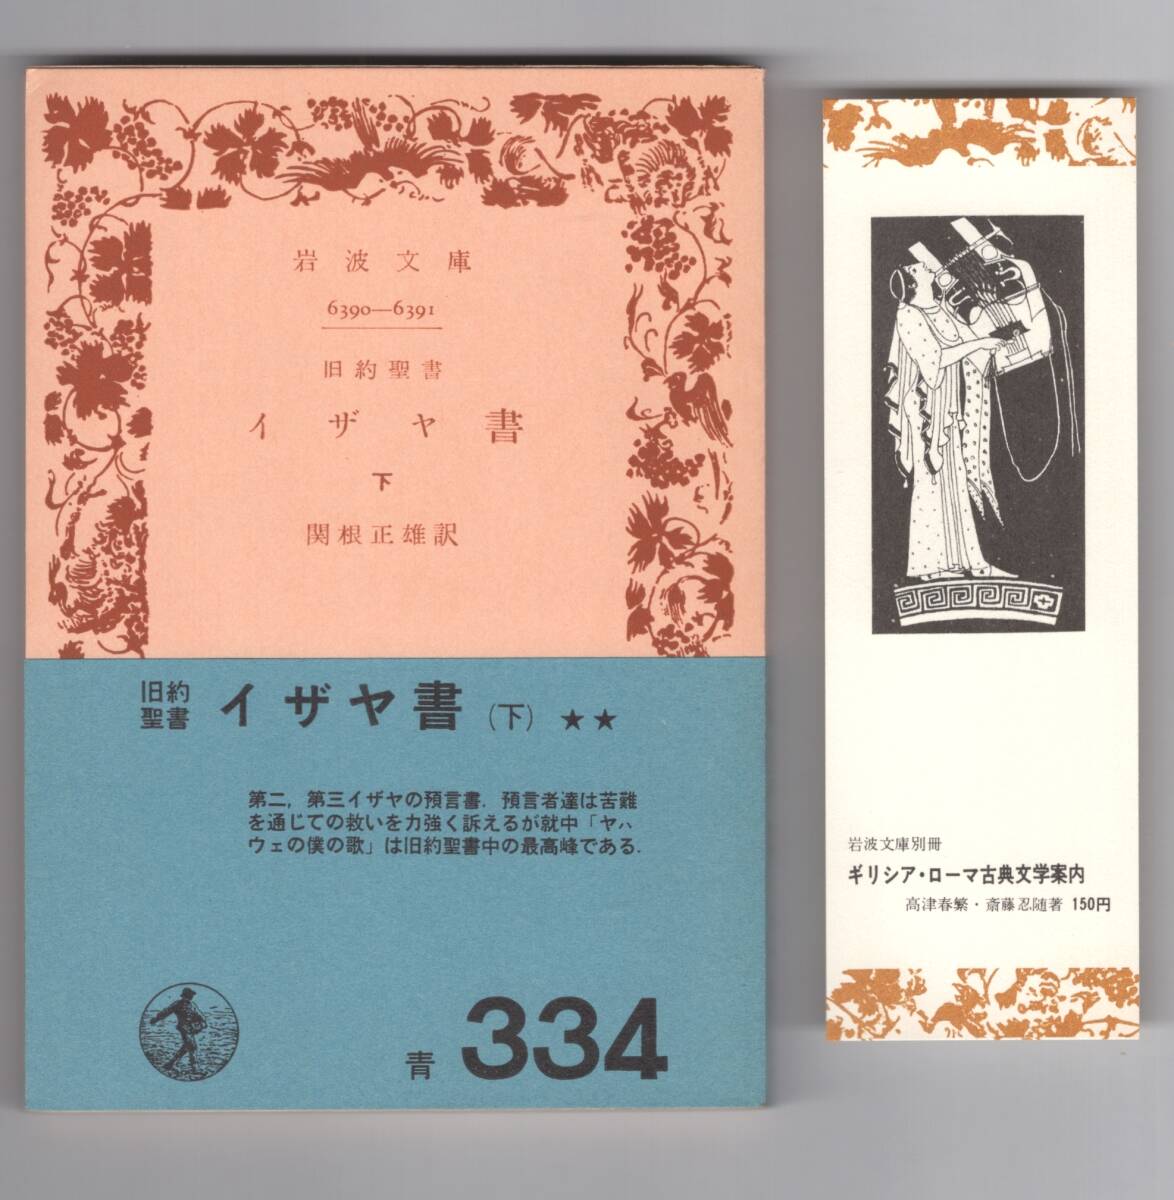 岩波文庫
6390—6391
旧約聖書
イザヤ書
下
関根正雄訳
旧約
聖書
イザヤ書(下)★★
第二,第三イザヤの預言書.預言者達は苦難
を通じての救いを力強く訴えるが就中「ヤハ
ウェの僕の歌」は旧約聖書中の最高峰である.
青334
岩波文庫別冊
ギリシア・ローマ古典文学案内
高津春繁・斎藤忍随著 150円